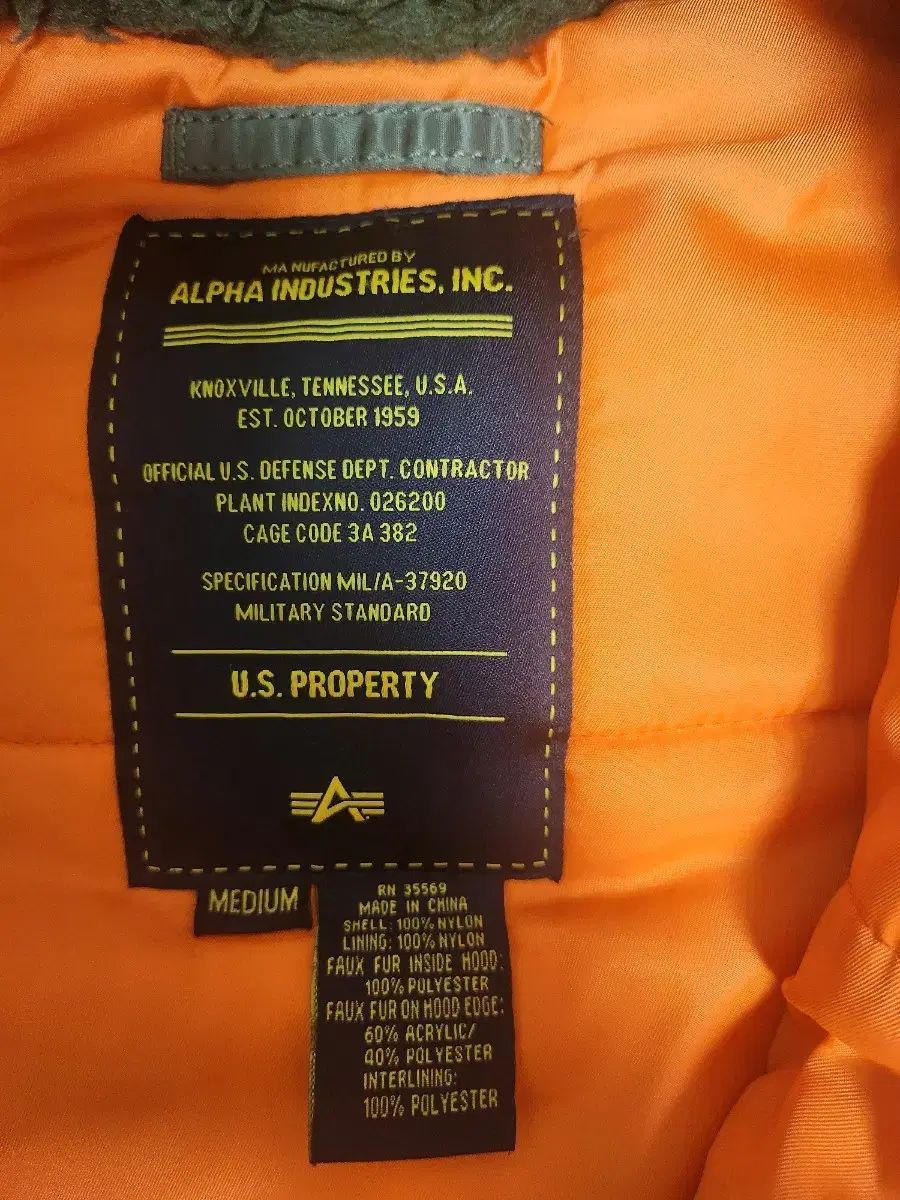 MANUFACTURED BY
ALPHA INDUSTRIES, INC.
KNOXVILLE, TENNESSEE, U.S.A.
EST. OCTOBER 1959
OFFICIAL U.S. DEFENSE DEPT. CONTRACTOR
PLANT INDEXNO. 026200
CAGE CODE 3A 382
SPECIFICATION MIL/A-37920
MILITARY STANDARD
U.S. PROPERTY
MEDIUM
RN 35569
MADE IN CHINA
SHELL: 100% NYLON
LINING: 100% NYLON
FAUX FUR INSIDE HOOD:
100% POLYESTER
FAUX FUR ON HOOD EDGE:
60% ACRYLIC/
40% POLYESTER
INTERLINING:
100% POLYESTER